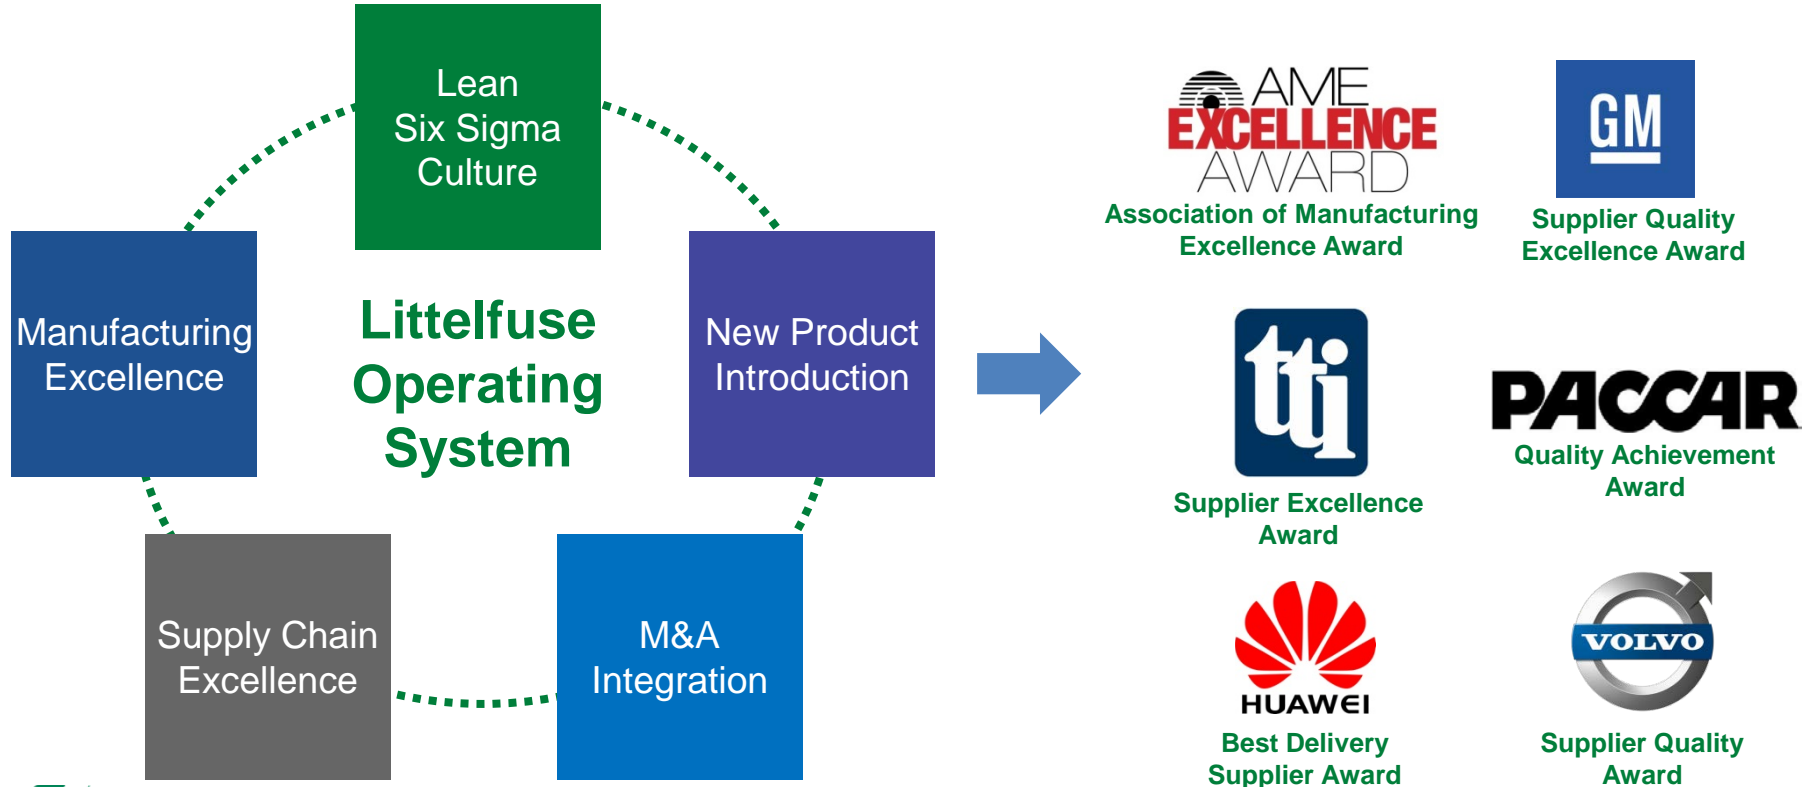 Lean
Six Sigma
Culture
Manufacturing
Excellence
Littelfuse
Operating
System
New Product
Introduction
Supply Chain
Excellence
M&A
Integration
AME
EXCELLENCE
AWARD
Association of Manufacturing
Excellence Award
GM
Supplier Quality
Excellence Award
tti
Supplier Excellence
Award
PACCAR
Quality Achievement
Award
HUAWEI
Best Delivery
Supplier Award
VOLVO
Supplier Quality
Award